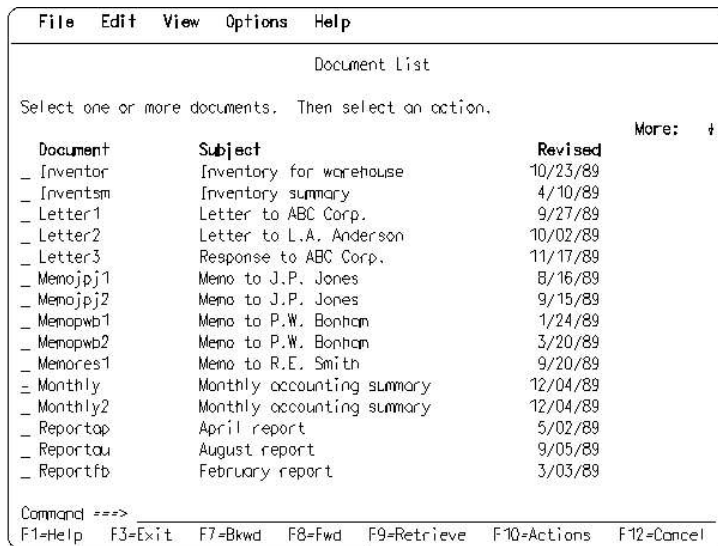 File Edit View Options Help
Document List
Select one or more documents. Then select an action.
More: ↓
Document Subject Revised
_ Inventor Inventory for warehouse 10/23/89
_ Inventsm Inventory summary 4/10/89
_ Letter1 Letter to ABC Corp. 9/27/89
_ Letter2 Letter to L.A. Anderson 10/02/89
_ Letter3 Response to ABC Corp. 11/17/89
_ Memojpj1 Memo to J.P. Jones 8/16/89
_ Memojpj2 Memo to J.P. Jones 9/15/89
_ Memopwb1 Memo to P.W. Bonham 1/24/89
_ Memopwb2 Memo to P.W. Bonham 3/20/89
_ Memores1 Memo to R.E. Smith 9/20/89
_ Monthly Monthly accounting summary 12/04/89
_ Monthly2 Monthly accounting summary 12/04/89
_ Reportap April report 5/02/89
_ Reportau August report 9/05/89
_ Reportfb February report 3/03/89
Command ===>
F1=Help F3=Exit F7=Bkwd F8=Fwd F9=Retrieve F10=Actions F12=Cancel